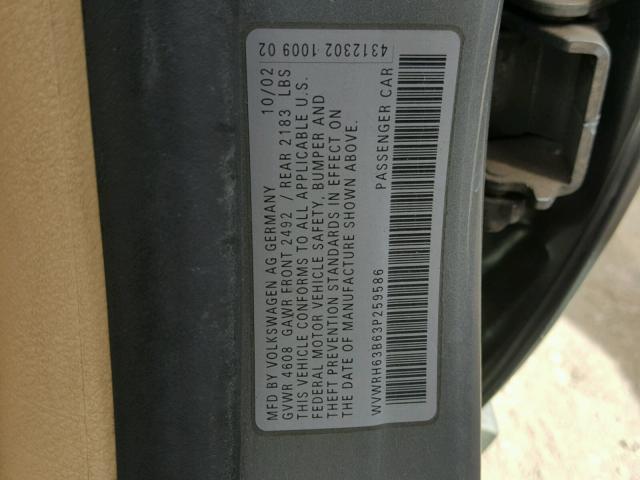 MFD BY VOLKSWAGEN AG GERMANY 10/02
GVWR 4608 GAWR FRONT 2492 / REAR 2183 LBS
THIS VEHICLE CONFORMS TO ALL APPLICABLE U.S.
FEDERAL MOTOR VEHICLE SAFETY, BUMPER AND
THEFT PREVENTION STANDARDS IN EFFECT ON
THE DATE OF MANUFACTURE SHOWN ABOVE.
WVWRH63B63P259586 PASSENGER CAR
4312302 1009 02